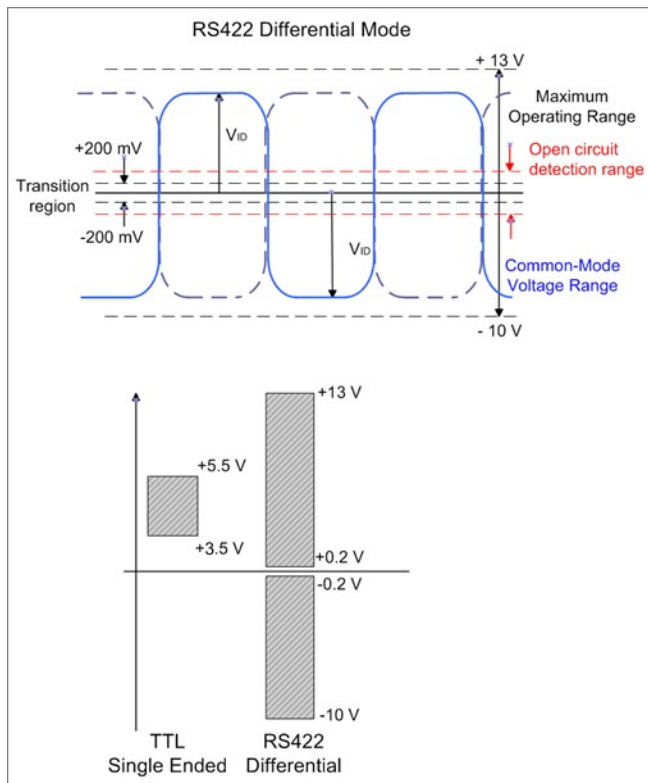 RS422 Differential Mode
+ 13 V
Maximum
Operating Range
VID
+200 mV
Open circuit
detection range
Transition
region
-200 mV
VID
Common-Mode
Voltage Range
- 10 V
+13 V
+5.5 V
+3.5 V
+0.2 V
-0.2 V
-10 V
TTL
Single Ended
RS422
Differential